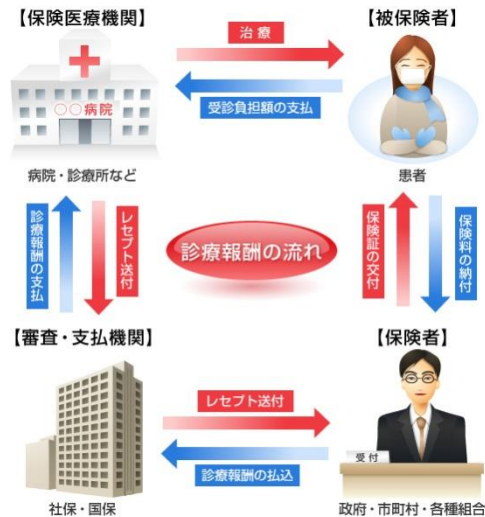 【保険医療機関】
治療
【被保険者】
受診負担額の支払
○○病院
病院・診療所など
患者
診療報酬の支払
レセプト送付
診療報酬の流れ
保険証の交付
保険料の納付
【審査・支払機関】
【保険者】
レセプト送付
診療報酬の払込
受付
社保・国保
政府・市町村・各種組合